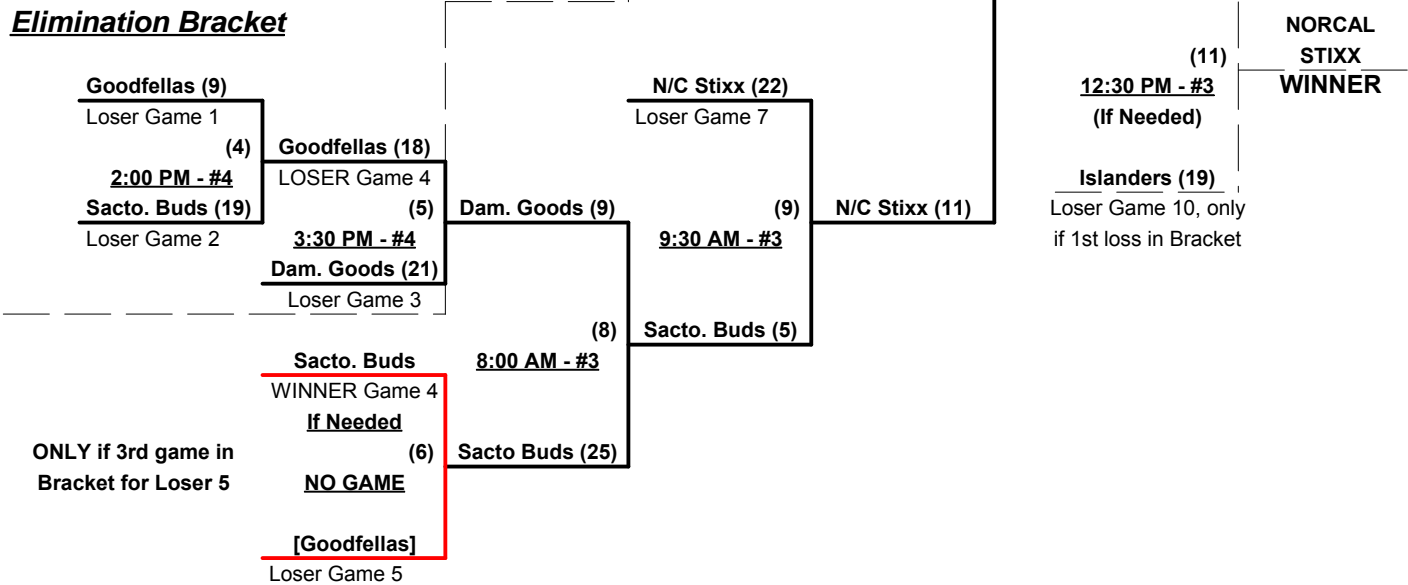 Elimination Bracket
Goodfellas (9)
Loser Game 1
(4)
2:00 PM - #4
Sacto. Buds (19)
Loser Game 2
Goodfellas (18)
LOSER Game 4
(5)
3:30 PM - #4
Dam. Goods (21)
Loser Game 3
Sacto. Buds
WINNER Game 4
If Needed
(6)
NO GAME
[Goodfellas]
Loser Game 5
ONLY if 3rd game in
Bracket for Loser 5
Dam. Goods (9)
(8)
8:00 AM - #3
Sacto Buds (25)
N/C Stixx (22)
Loser Game 7
(9)
9:30 AM - #3
Sacto. Buds (5)
N/C Stixx (11)
(11)
12:30 PM - #3
(If Needed)
Islanders (19)
Loser Game 10, only
if 1st loss in Bracket
NORCAL
STIXX
WINNER